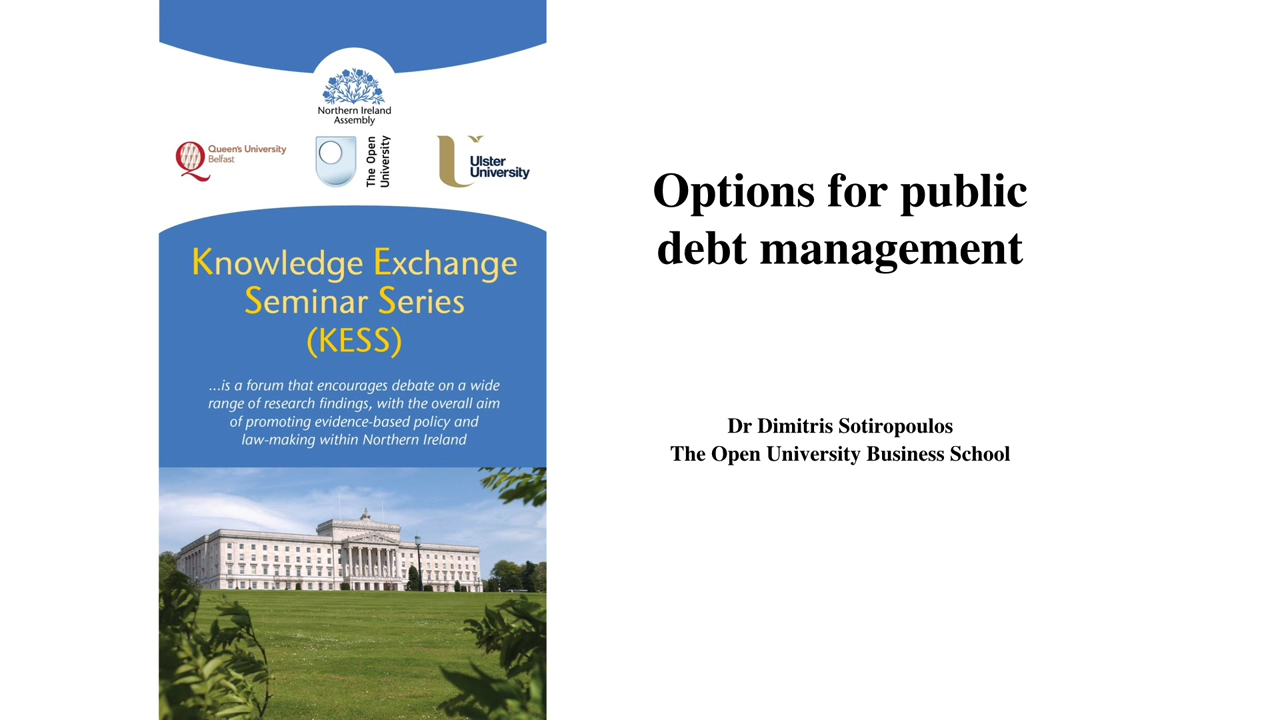 Northern Ireland
Assembly
Queen's University
Belfast
The Open
University
Ulster
University
Knowledge Exchange
Seminar Series
(KESS)
...is a forum that encourages debate on a wide
range of research findings, with the overall aim
of promoting evidence-based policy and
law-making within Northern Ireland
Options for public
debt management
Dr Dimitris Sotiropoulos
The Open University Business School